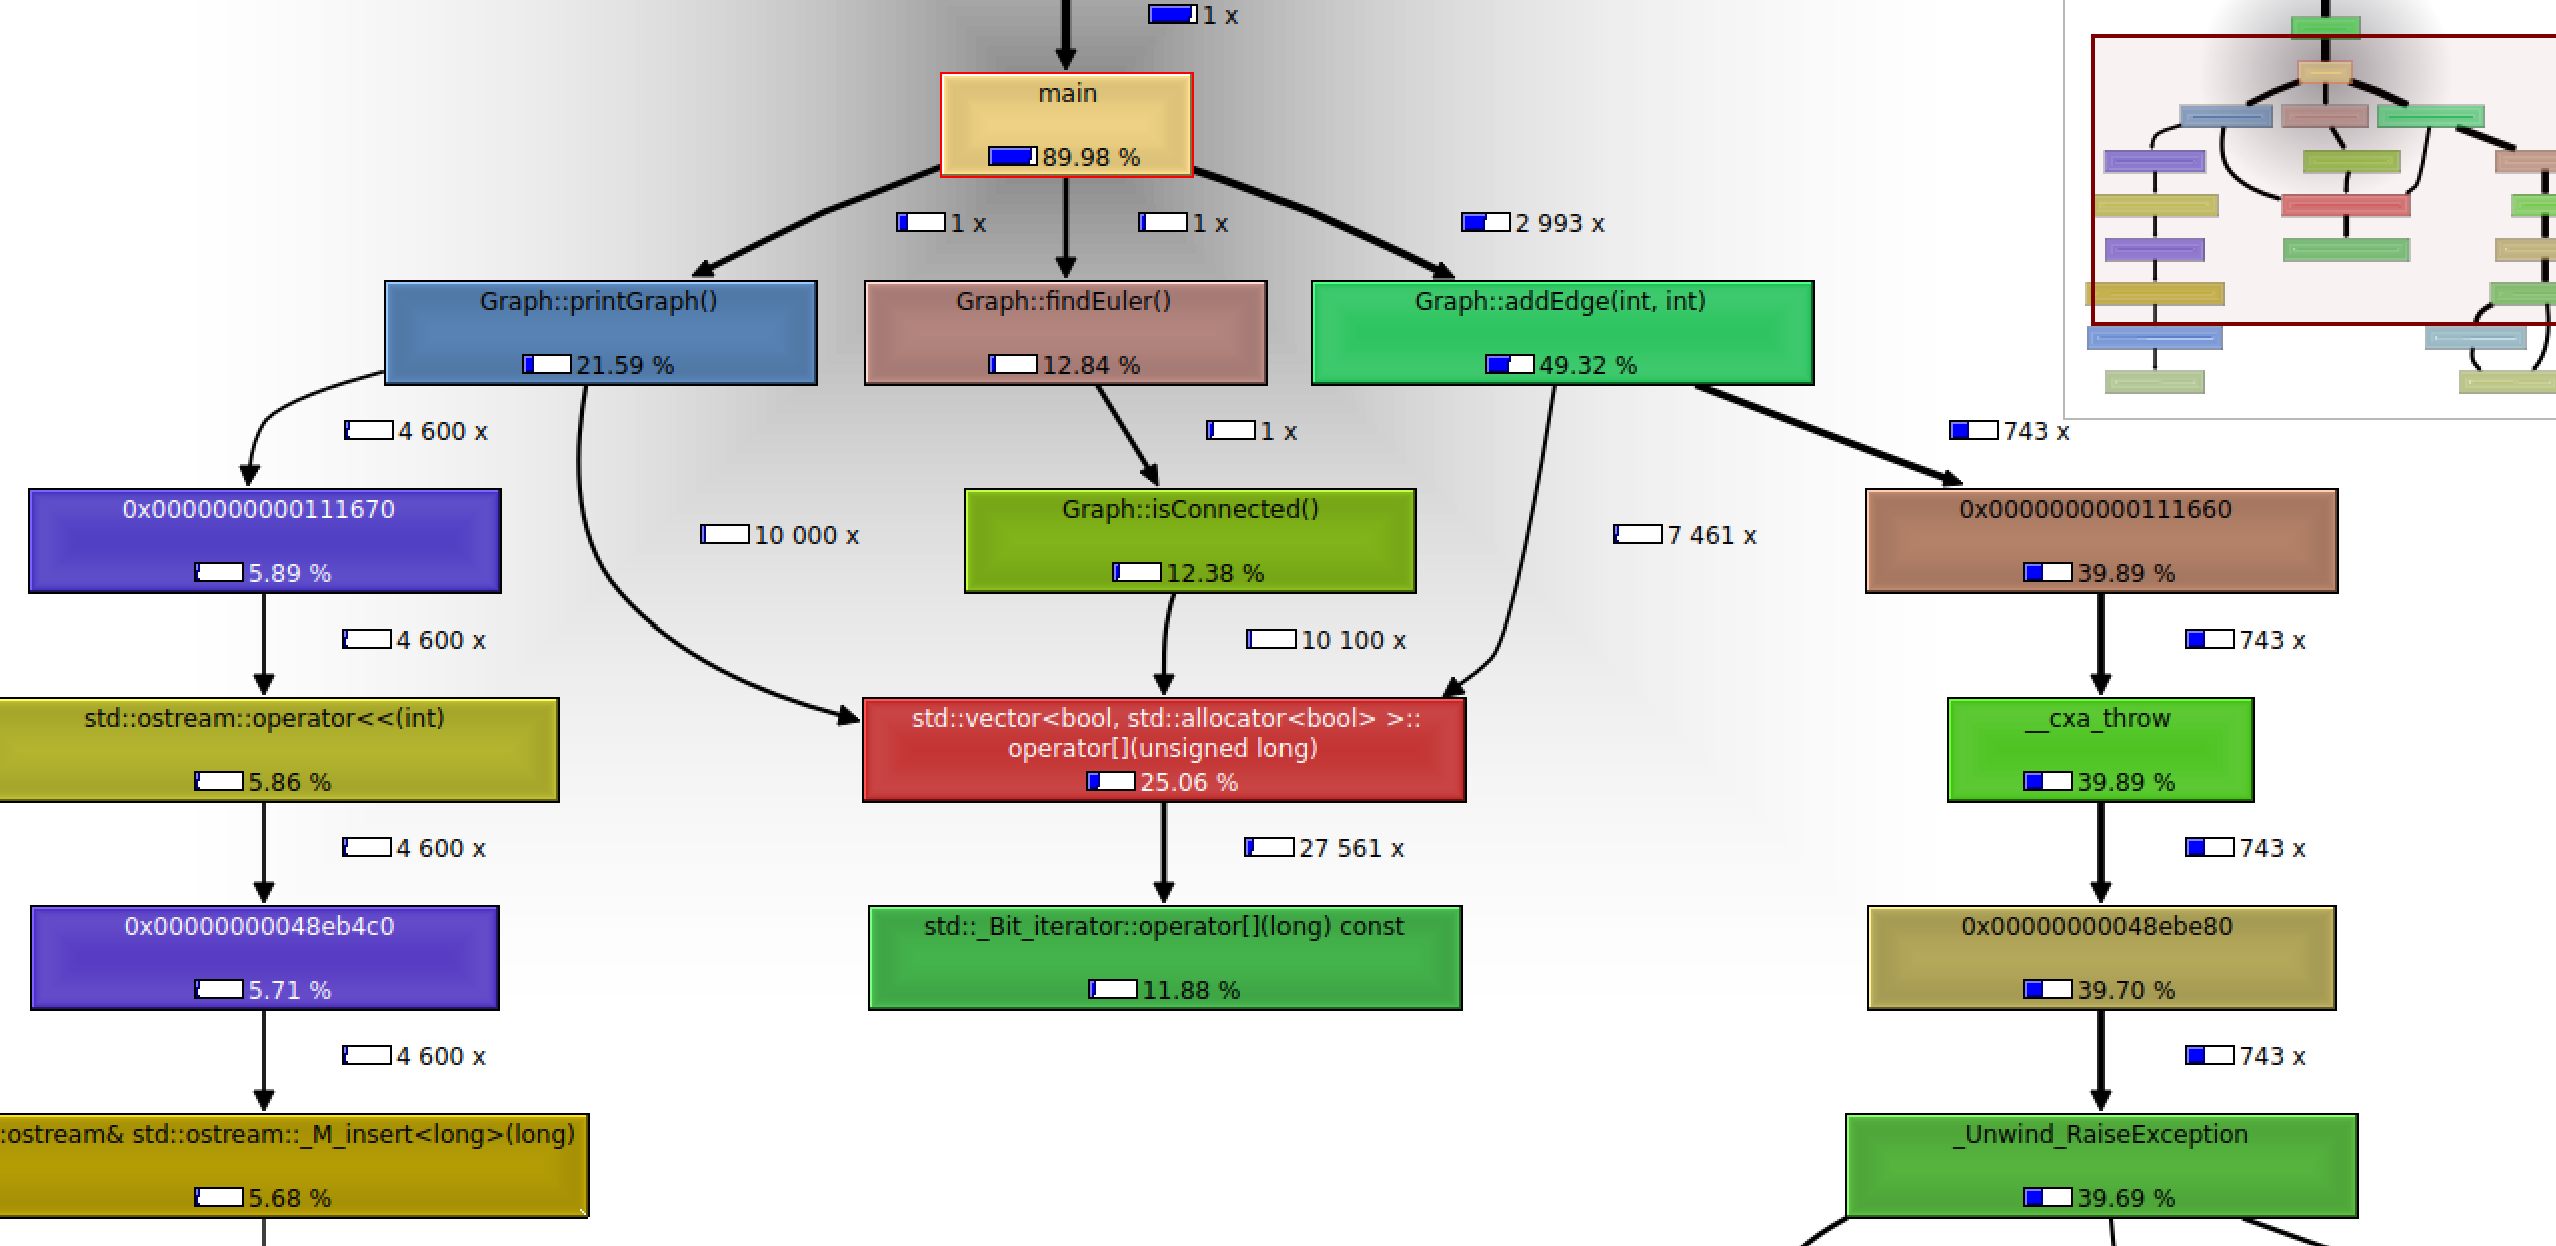 1 x
main
89.98 %
1 x
1 x
2 993 x
Graph::printGraph()
21.59 %
Graph::findEuler()
12.84 %
Graph::addEdge(int, int)
49.32 %
4 600 x
1 x
743 x
0x0000000000111670
5.89 %
10 000 x
Graph::isConnected()
12.38 %
7 461 x
0x0000000000111660
39.89 %
4 600 x
10 100 x
743 x
std::ostream::operator<<(int)
5.86 %
std::vector<bool, std::allocator<bool> >::
operator[](unsigned long)
25.06 %
__cxa_throw
39.89 %
4 600 x
27 561 x
743 x
0x00000000048eb4c0
5.71 %
std::_Bit_iterator::operator[](long) const
11.88 %
0x00000000048ebe80
39.70 %
4 600 x
743 x
:ostream& std::ostream::_M_insert<long>(long)
5.68 %
_Unwind_RaiseException
39.69 %